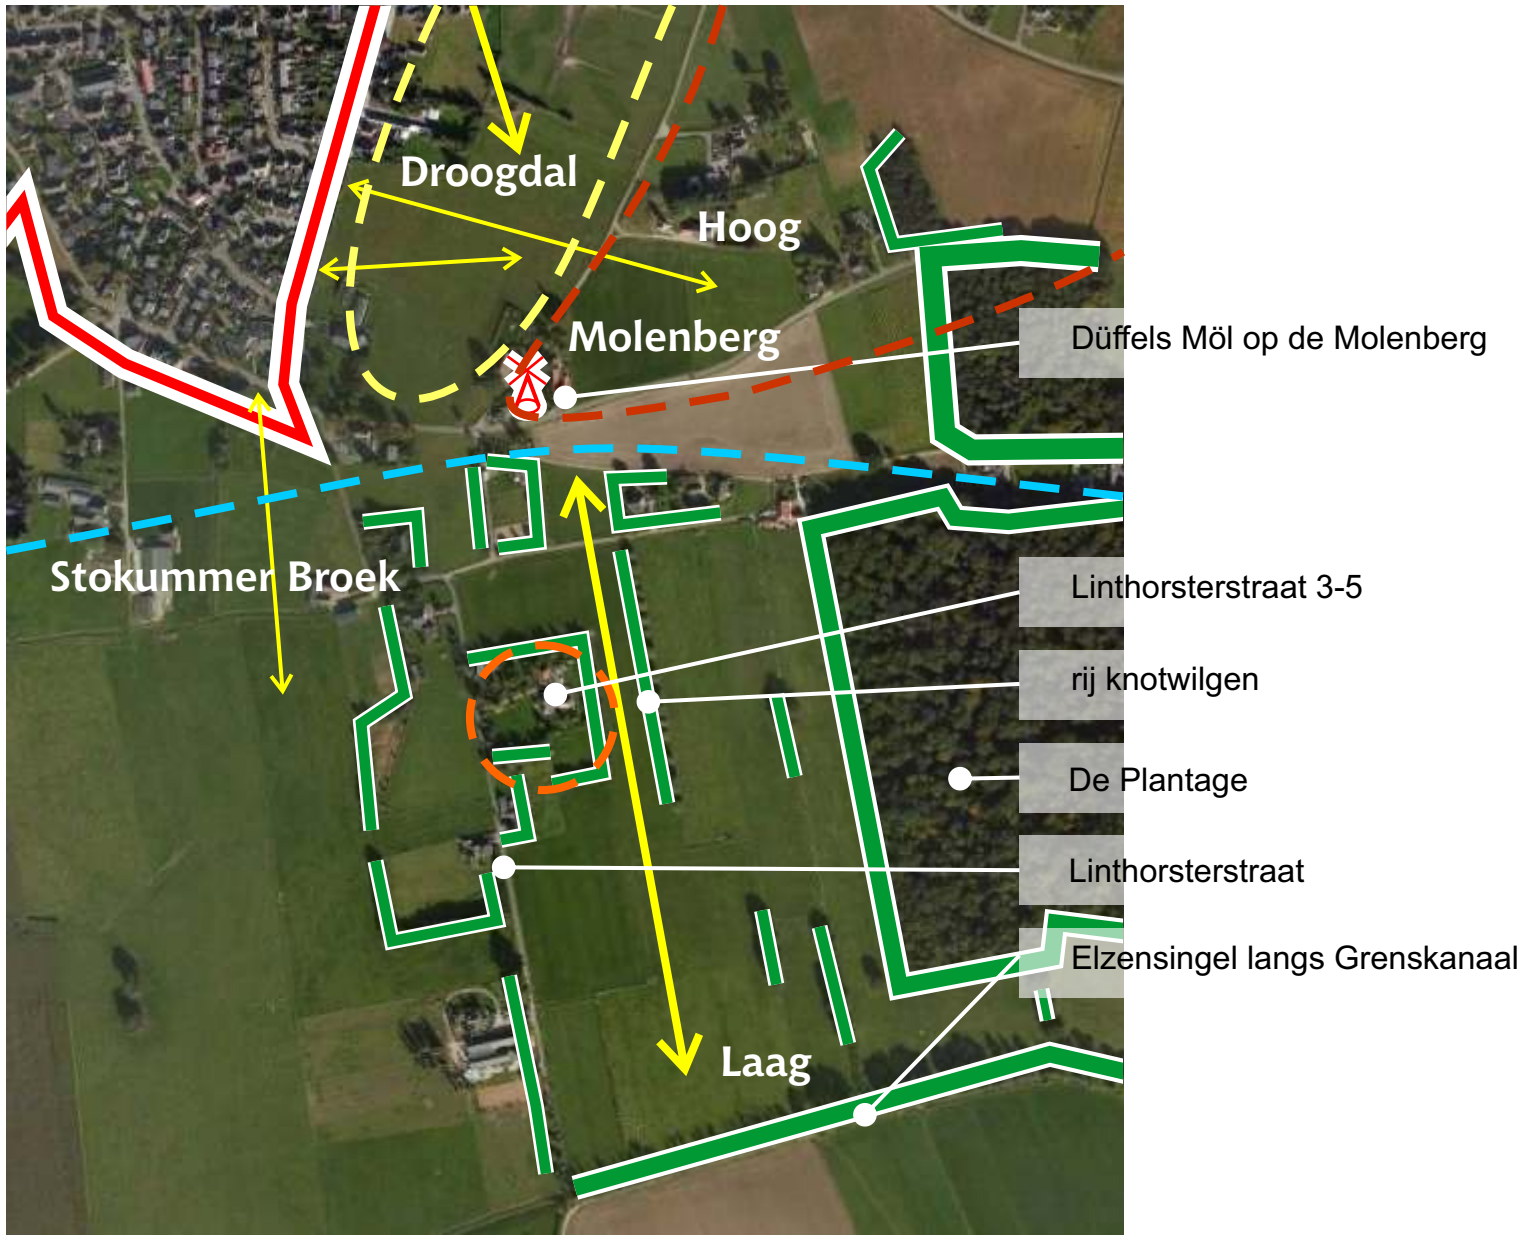 Droogdal
Hoog
Molenberg
Düffels Möl op de Molenberg
Stokummer Broek
Linthorsterstraat 3-5
rij knotwilgen
De Plantage
Linthorsterstraat
Elzensingel langs Grenskanaal
Laag